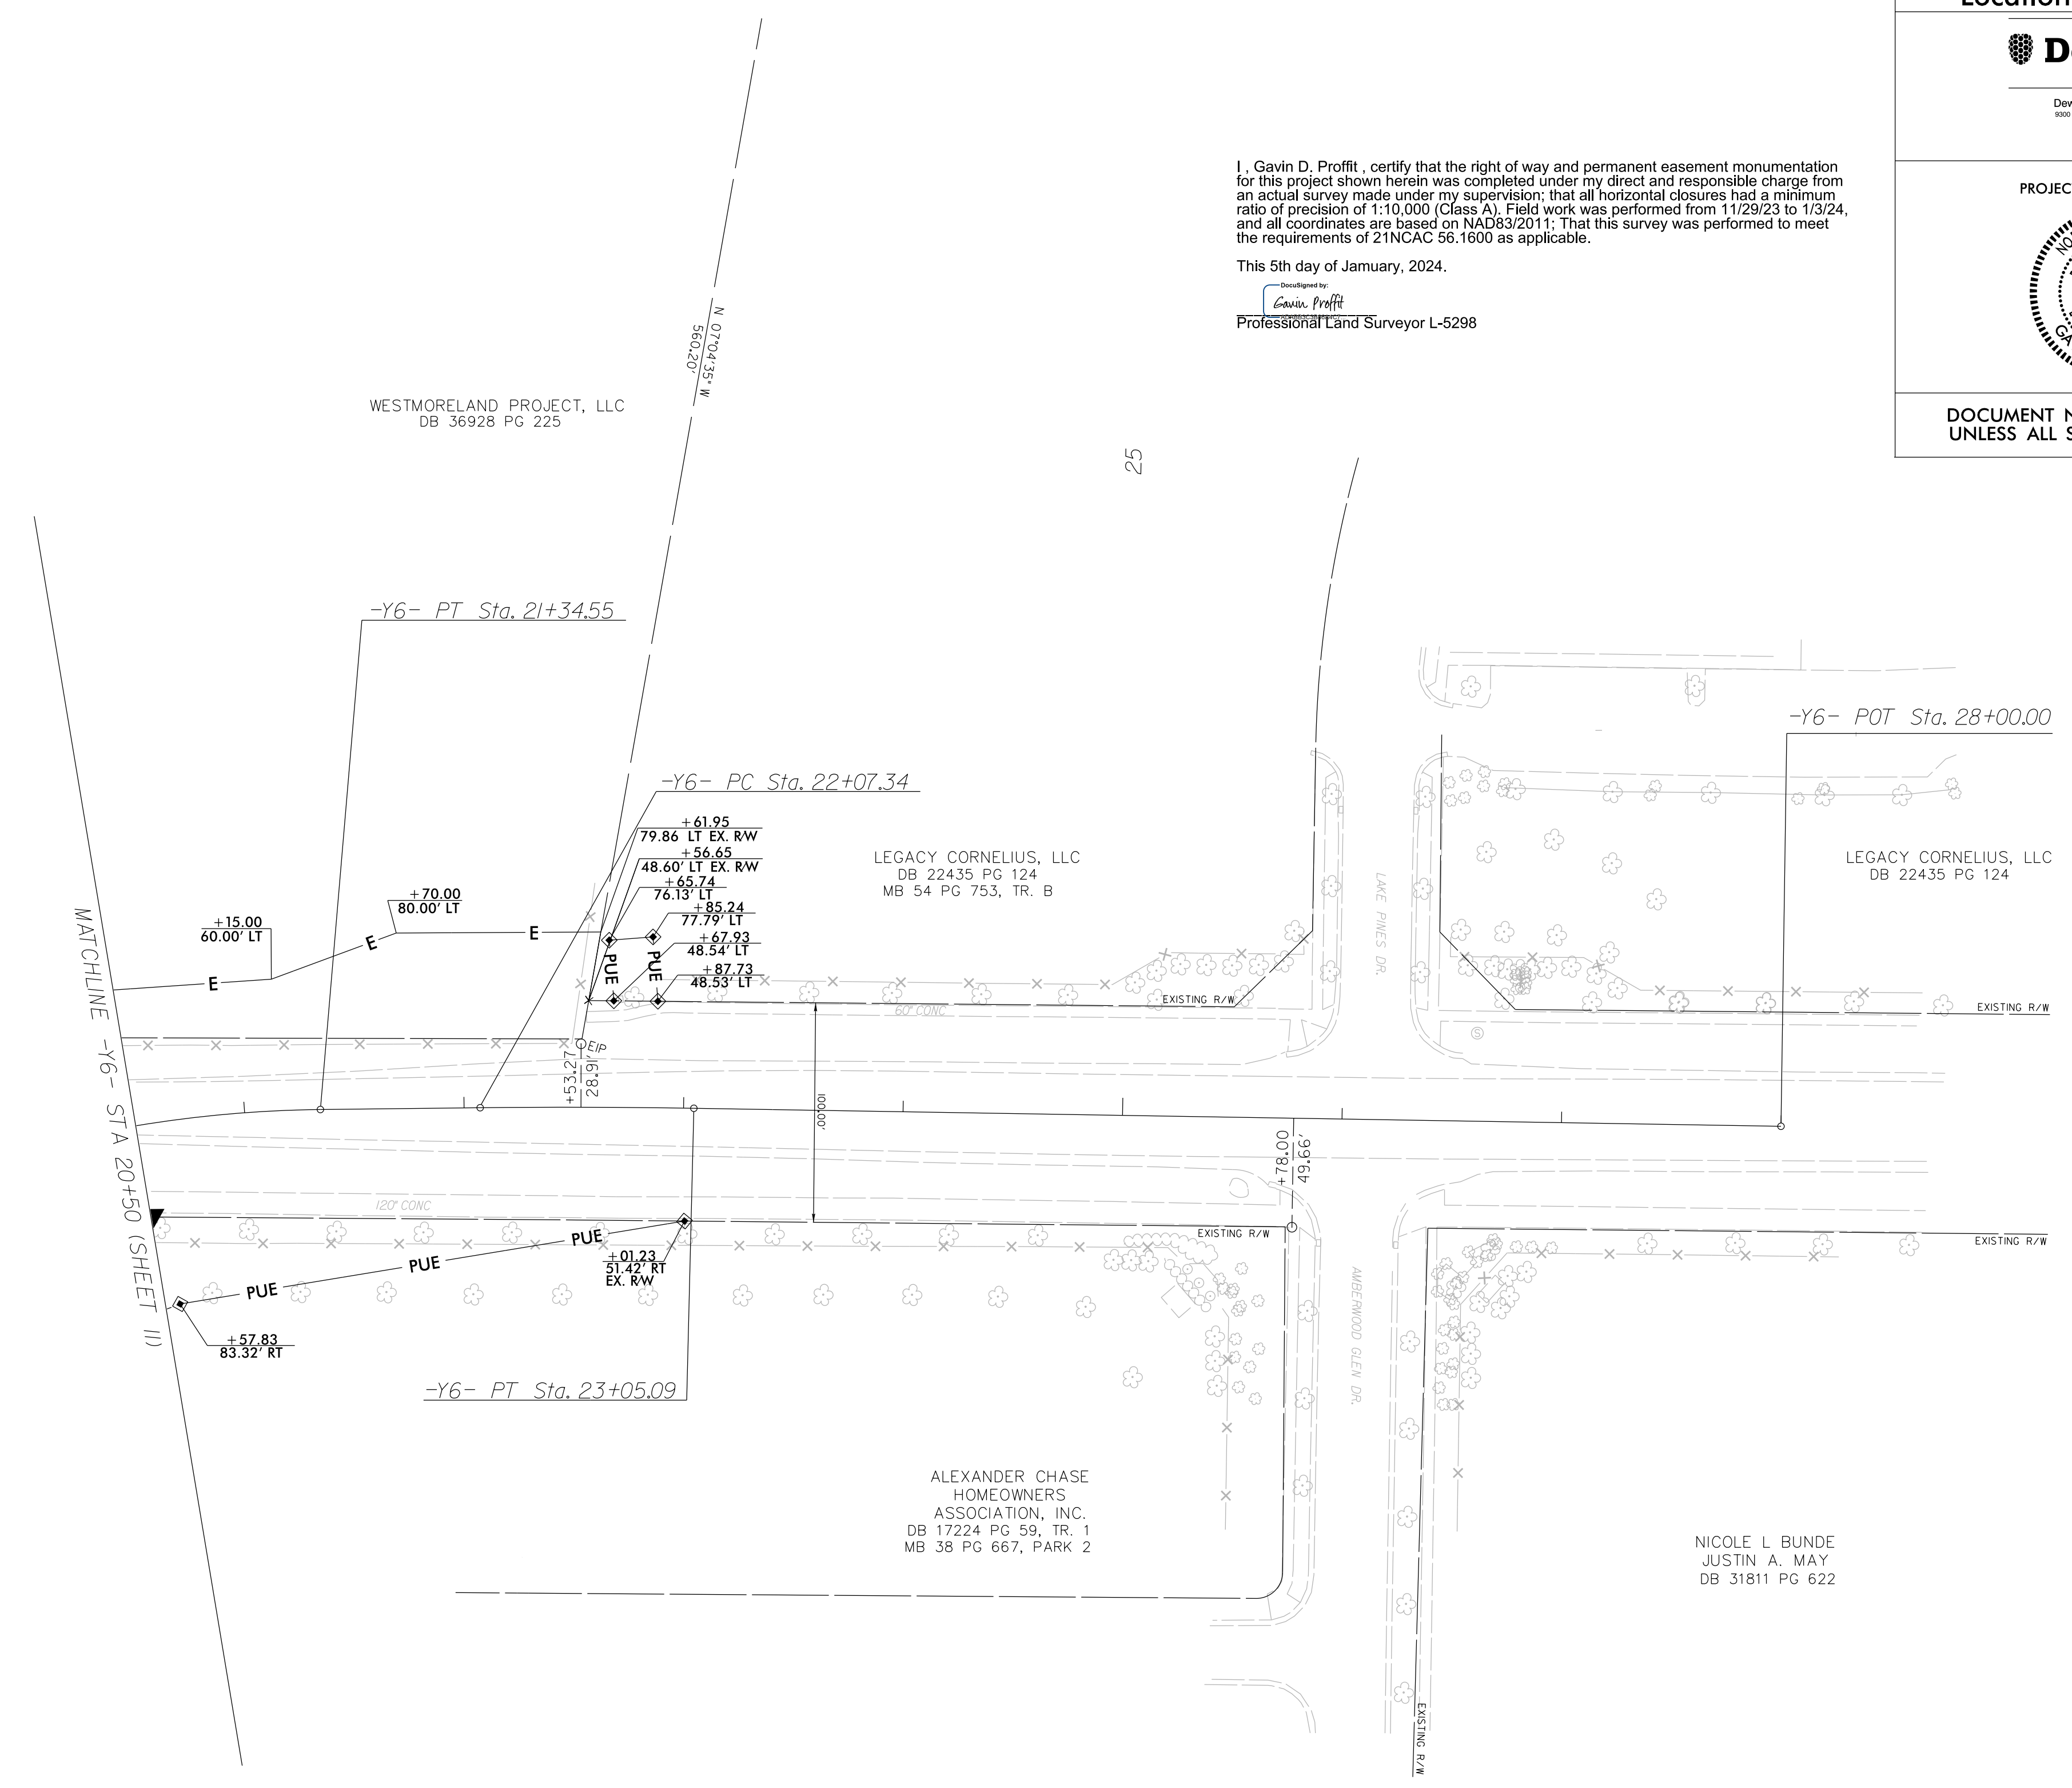 I , Gavin D. Proffit , certify that the right of way and permanent easement monumentation
for this project shown herein was completed under my direct and responsible charge from
an actual survey made under my supervision; that all horizontal closures had a minimum
ratio of precision of 1:10,000 (Class A). Field work was performed from 11/29/23 to 1/3/24,
and all coordinates are based on NAD83/2011; That this survey was performed to meet
the requirements of 21NCAC 56.1600 as applicable.
This 5th day of Jamuary, 2024.
DocuSigned by:
Gavin Proffit
Professional Land Surveyor L-5298
9300
DOCUMENT
UNLESS ALL
N 07°04'35" W
560.20'
WESTMORELAND PROJECT, LLC
DB 36928 PG 225
25
-Y6- PT Sta. 21+34.55
-Y6- POT Sta. 28+00.00
-Y6- PC Sta. 22+07.34
+61.95
79.86 LT EX. R/W
+56.65
48.60' LT EX. R/W
+65.74
76.13' LT
+85.24
77.79' LT
+67.93
48.54' LT
+87.73
48.53' LT
LEGACY CORNELIUS, LLC
DB 22435 PG 124
MB 54 PG 753, TR. B
LEGACY CORNELIUS, LLC
DB 22435 PG 124
+70.00
80.00' LT
+15.00
60.00' LT
E
E
E
PUE
PUE
LAKE PINES DR.
EXISTING R/W
EXISTING R/W
60" CONC
EIP
+53.27
28.91'
100.00'
MATCHLINE -Y6- STA 20+50 (SHEET 11)
+78.00
49.66'
120" CONC
EXISTING R/W
EXISTING R/W
PUE
PUE
PUE
+01.23
51.42' RT
EX. R/W
+57.83
83.32' RT
-Y6- PT Sta. 23+05.09
AMBERWOOD GLEN DR.
S
ALEXANDER CHASE
HOMEOWNERS
ASSOCIATION, INC.
DB 17224 PG 59, TR. 1
MB 38 PG 667, PARK 2
NICOLE L BUNDE
JUSTIN A. MAY
DB 31811 PG 622
EXISTING R/W